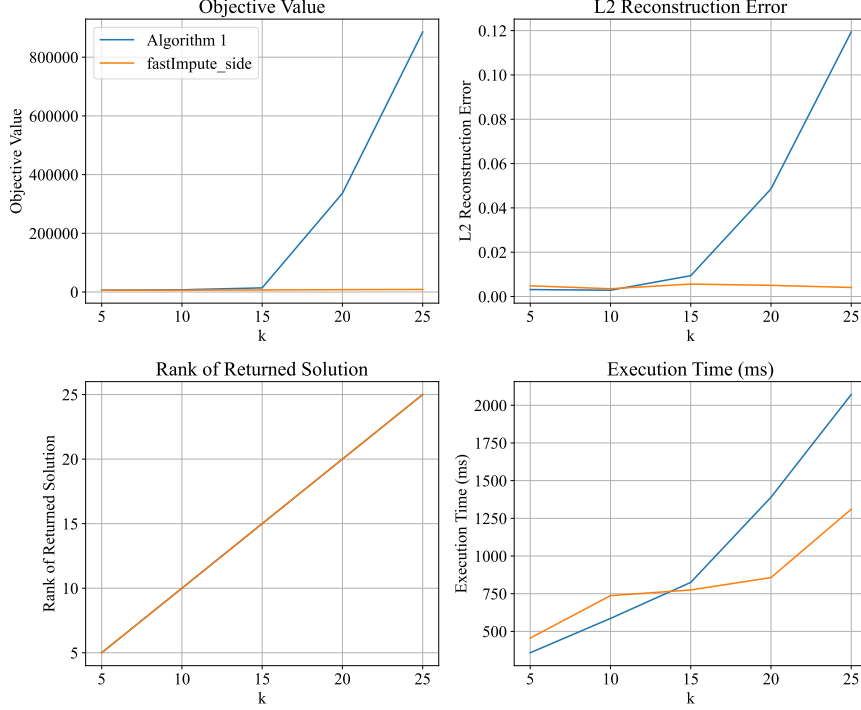 Objective Value
Algorithm 1
fastImpute_side
Objective Value
800000
600000
400000
200000
0
5 10 15 20 25
k
L2 Reconstruction Error
L2 Reconstruction Error
0.12
0.10
0.08
0.06
0.04
0.02
0.00
5 10 15 20 25
k
Rank of Returned Solution
Rank of Returned Solution
25
20
15
10
5
5 10 15 20 25
k
Execution Time (ms)
Execution Time (ms)
2000
1750
1500
1250
1000
750
500
5 10 15 20 25
k